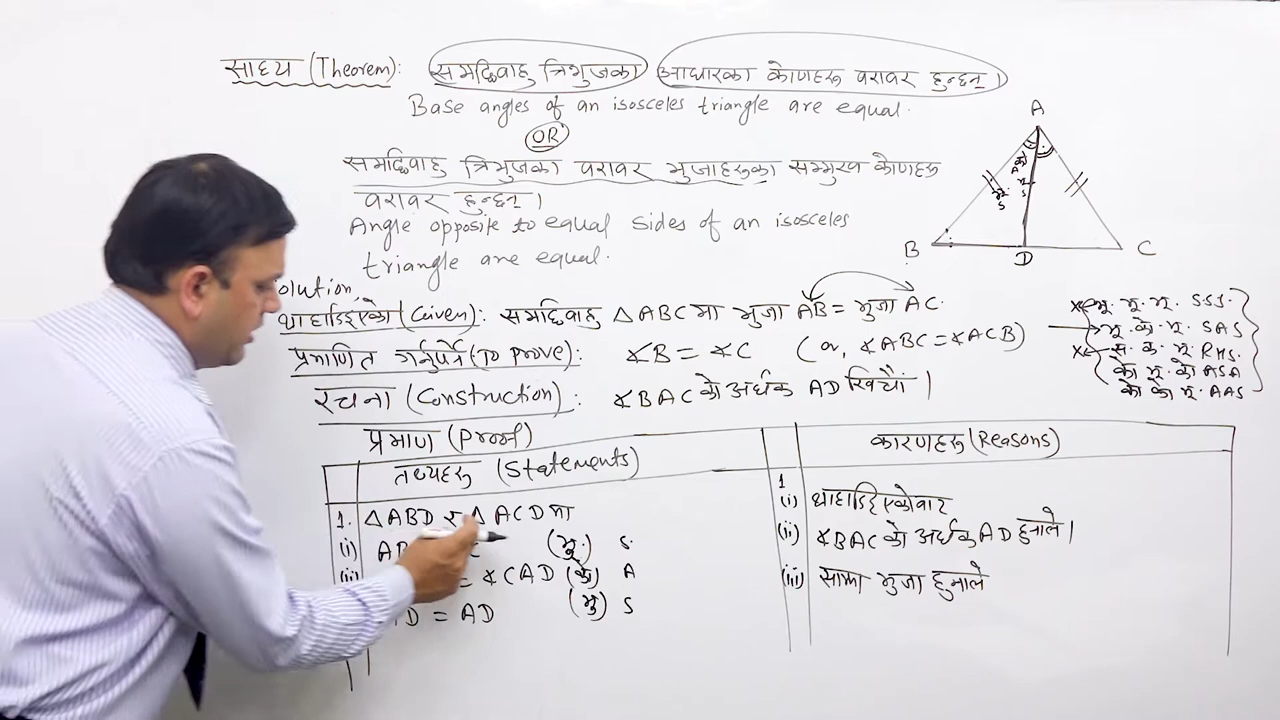 साध्य (Theorem): समद्विबाहु त्रिभुजका आधारका कोणहरू बराबर हुन्छन् ।
Base angles of an isosceles triangle are equal.
OR
समद्विबाहु त्रिभुजका बराबर भुजाहरूका सम्मुख कोणहरू
बराबर हुन्छन् ।
Angle opposite to equal sides of an isosceles
triangle are equal.
A
B
D
C
olution,
थाहादिइएको (Given): समद्विबाहु △ABC मा भुजा AB = भुजा AC.
प्रमाणित गर्नुपर्ने (To prove): ∡B = ∡C (or, ∡ABC = ∡ACB)
रचना (Construction): ∡BAC को अर्धक AD खिचौं ।
भु. भु. भु. SSS.
भु. को. भु. SAS
स. क. भु. RHS.
को भु. को ASA
को को भु. AAS
प्रमाण (Proof)
तथ्यहरू (Statements)
कारणहरू (Reasons)
1. △ABD र △ACD मा
1
(i) AB (भु.) S.
(i) थाहादिइएकोबाट
(ii) = ∡CAD (को) A
(ii) ∡BAC को अर्धक AD हुनाले ।
AD = AD (भु) S
(iii) साझा भुजा हुनाले